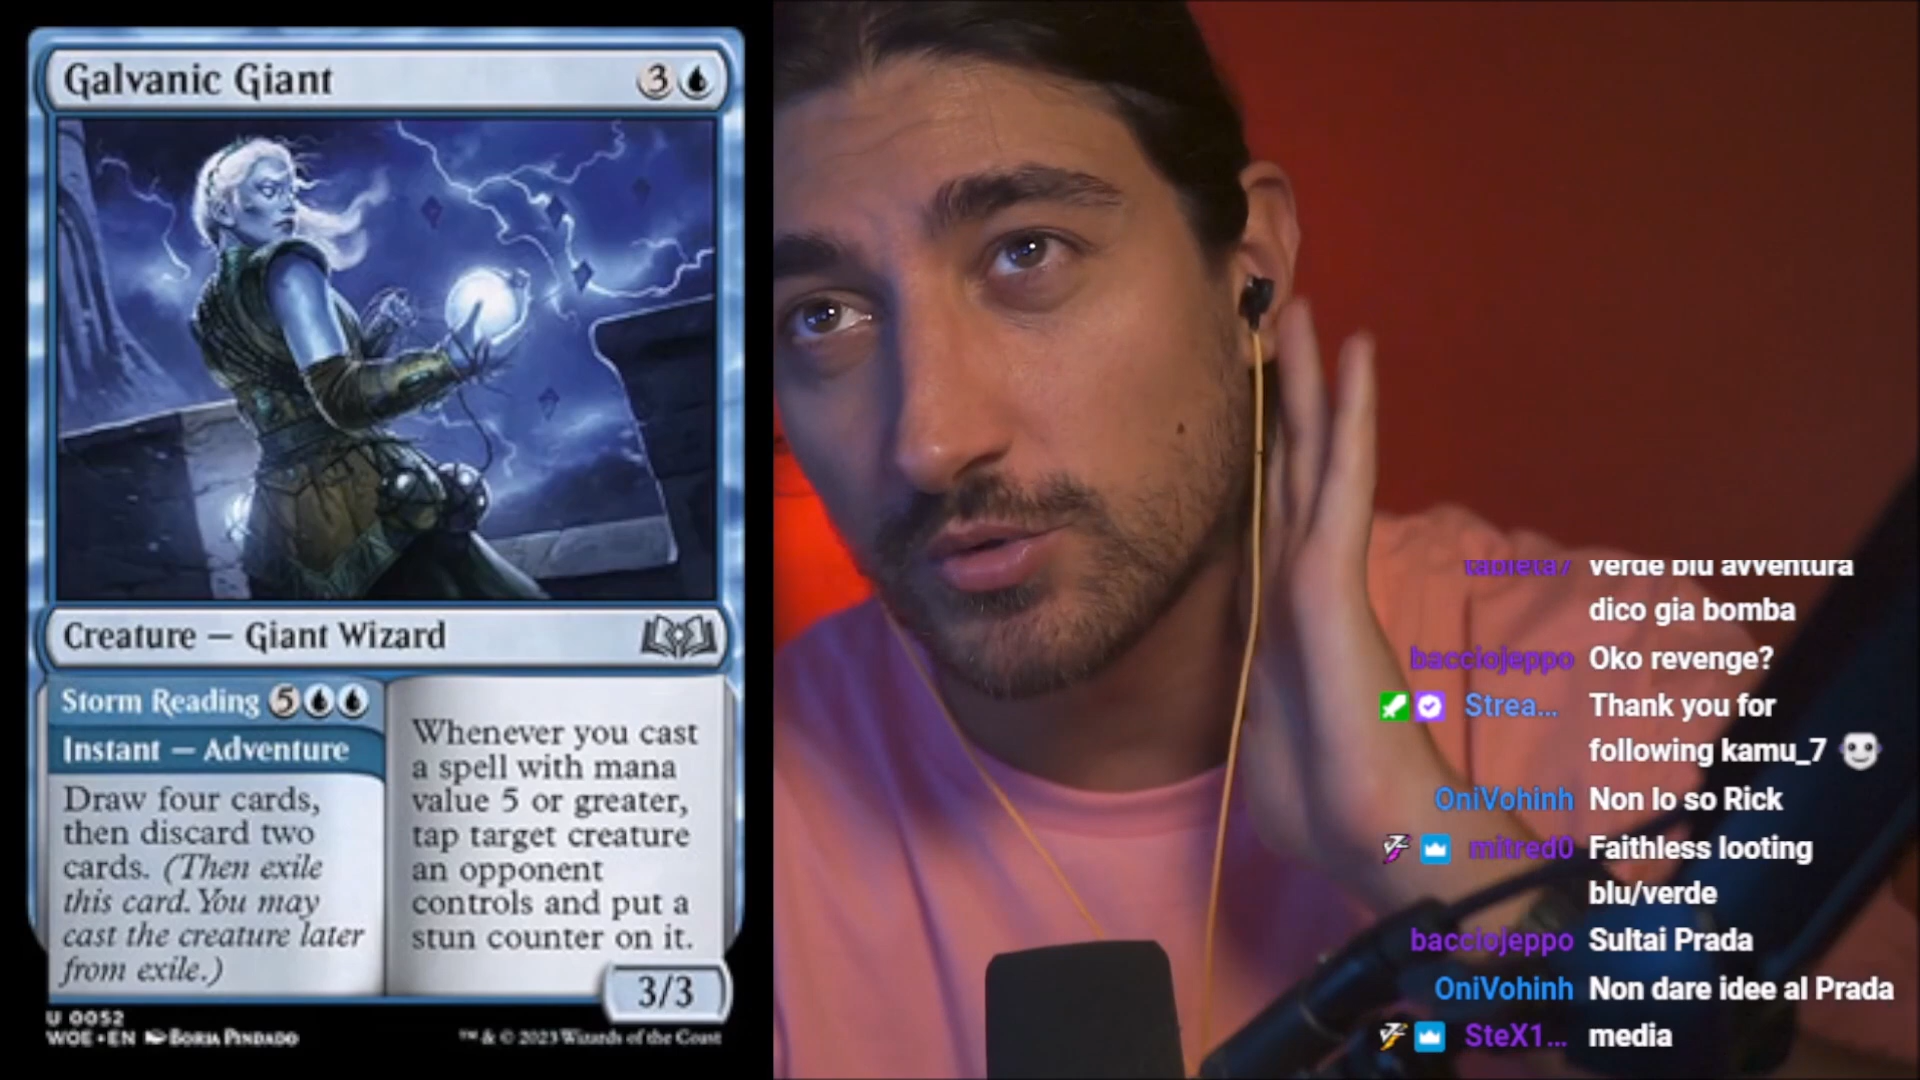 Galvanic Giant
3
Creature — Giant Wizard
Storm Reading 5
Instant — Adventure
Draw four cards,
then discard two
cards. (Then exile
this card. You may
cast the creature later
from exile.)
Whenever you cast
a spell with mana
value 5 or greater,
tap target creature
an opponent
controls and put a
stun counter on it.
3/3
U 0052
WOE • EN Borja Pindado
™ & © 2023 Wizards of the Coast
verde blu avventura
dico gia bomba
bacciojeppo Oko revenge?
Strea... Thank you for
following kamu_7
OniVohinh Non lo so Rick
mitred0 Faithless looting
blu/verde
bacciojeppo Sultai Prada
OniVohinh Non dare idee al Prada
SteX1... media